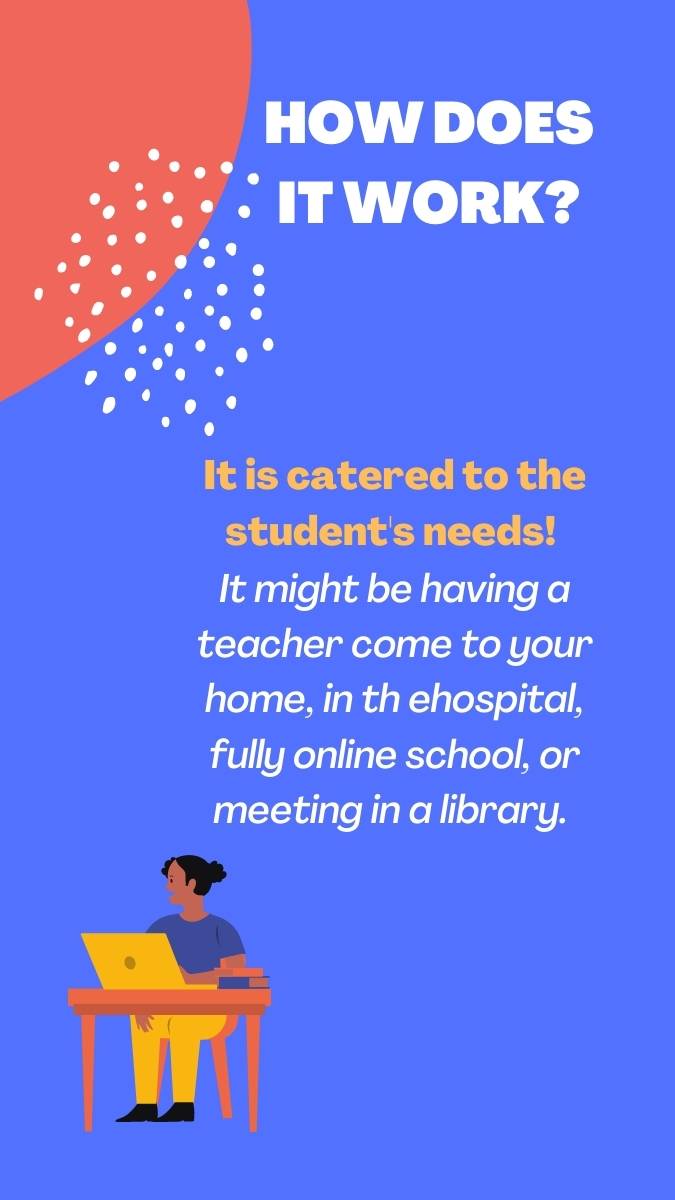 HOW DOES
IT WORK?
It is catered to the
student's needs!
It might be having a
teacher come to your
home, in th ehospital,
fully online school, or
meeting in a library.